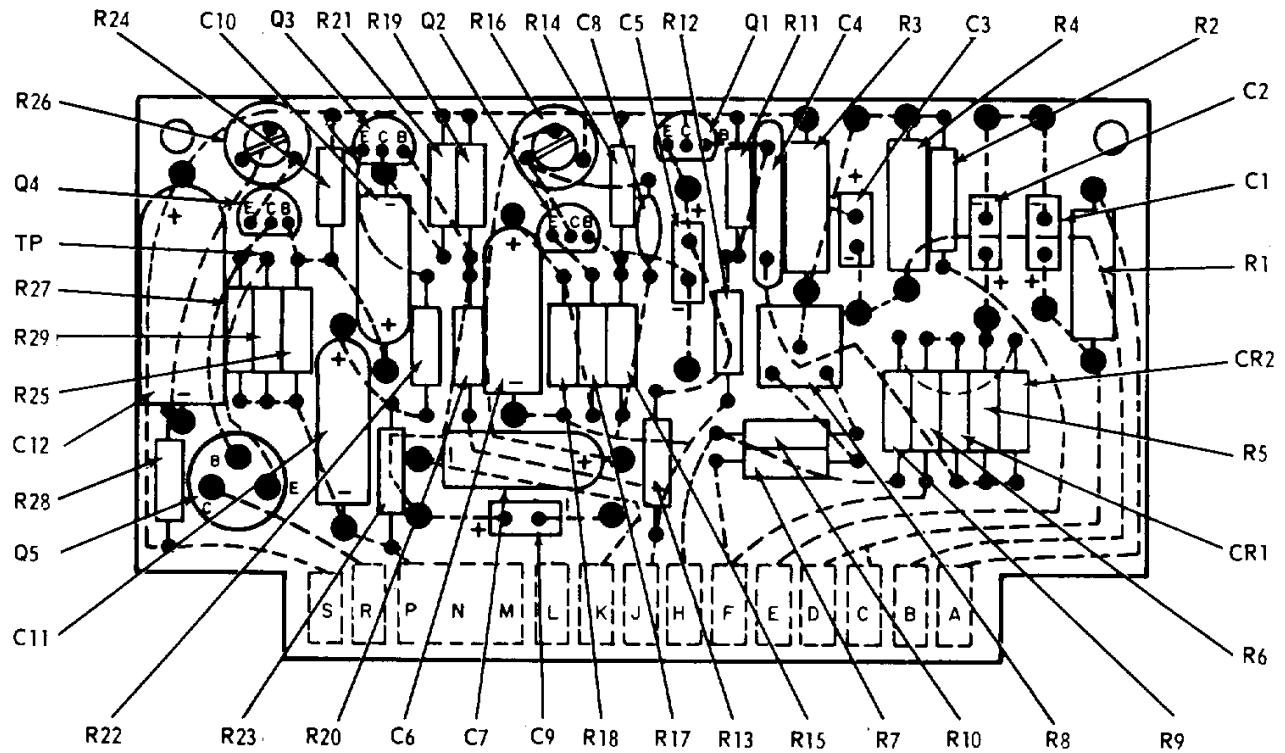 R24 C10 Q3 R21 R19 Q2 R16 R14 C8 C5 R12 Q1 R11 C4 R3 C3 R4 R2
R26
Q4
TP
R27
R29
R25
C12
R28
Q5
C11
C2
C1
R1
CR2
R5
CR1
R6
E C B
E C B
E C B
E C B
E C B
B
C
E
+
-
-
+
+
-
+
-
+
-
+
+
+
-
-
+
-
+
S R P N M L K J H F E D C B A
R22 R23 R20 C6 C7 C9 R18 R17 R13 R15 R7 R10 R8 R9